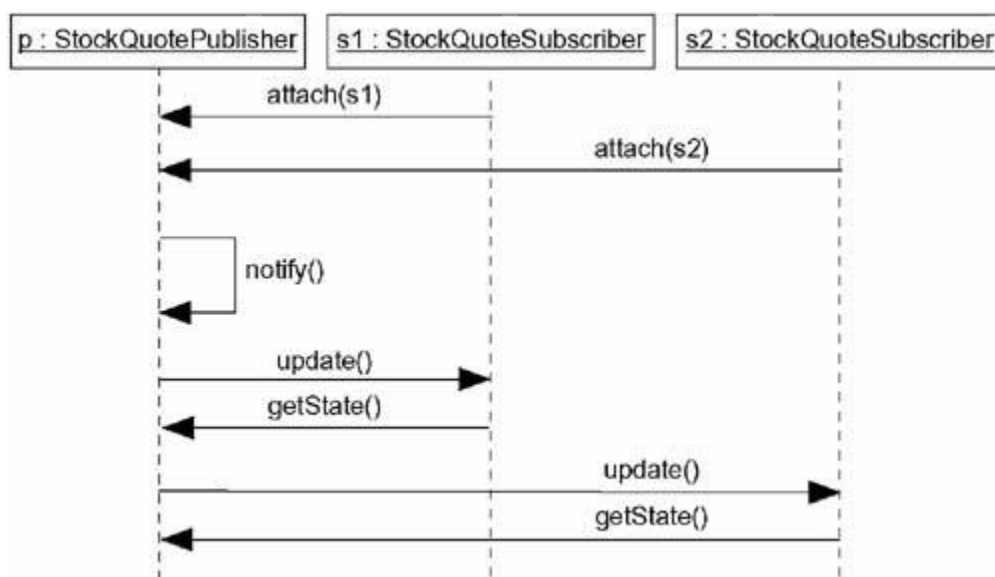 p : StockQuotePublisher
s1 : StockQuoteSubscriber
s2 : StockQuoteSubscriber
attach(s1)
attach(s2)
notify()
update()
getState()
update()
getState()